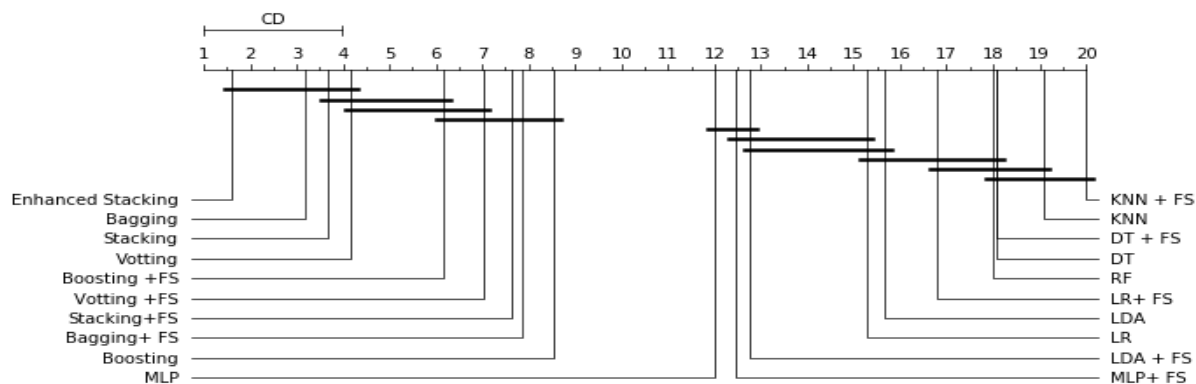 CD
1 2 3 4 5 6 7 8 9 10 11 12 13 14 15 16 17 18 19 20
Enhanced Stacking KNN + FS
Bagging KNN
Stacking DT + FS
Votting DT
Boosting +FS RF
Votting +FS LR+ FS
Stacking+FS LDA
Bagging+ FS LR
Boosting LDA + FS
MLP MLP+ FS